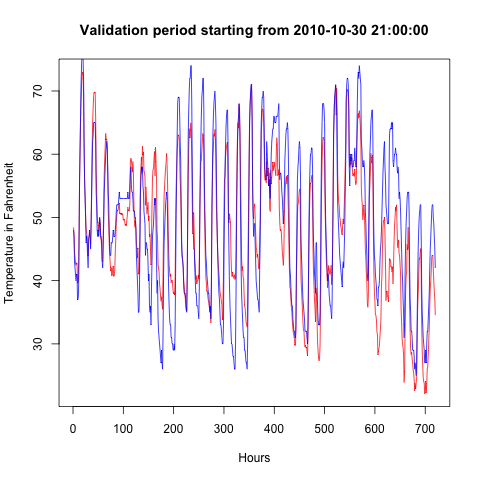 Validation period starting from 2010-10-30 21:00:00
Temperature in Fahrenheit
30 40 50 60 70
0 100 200 300 400 500 600 700
Hours